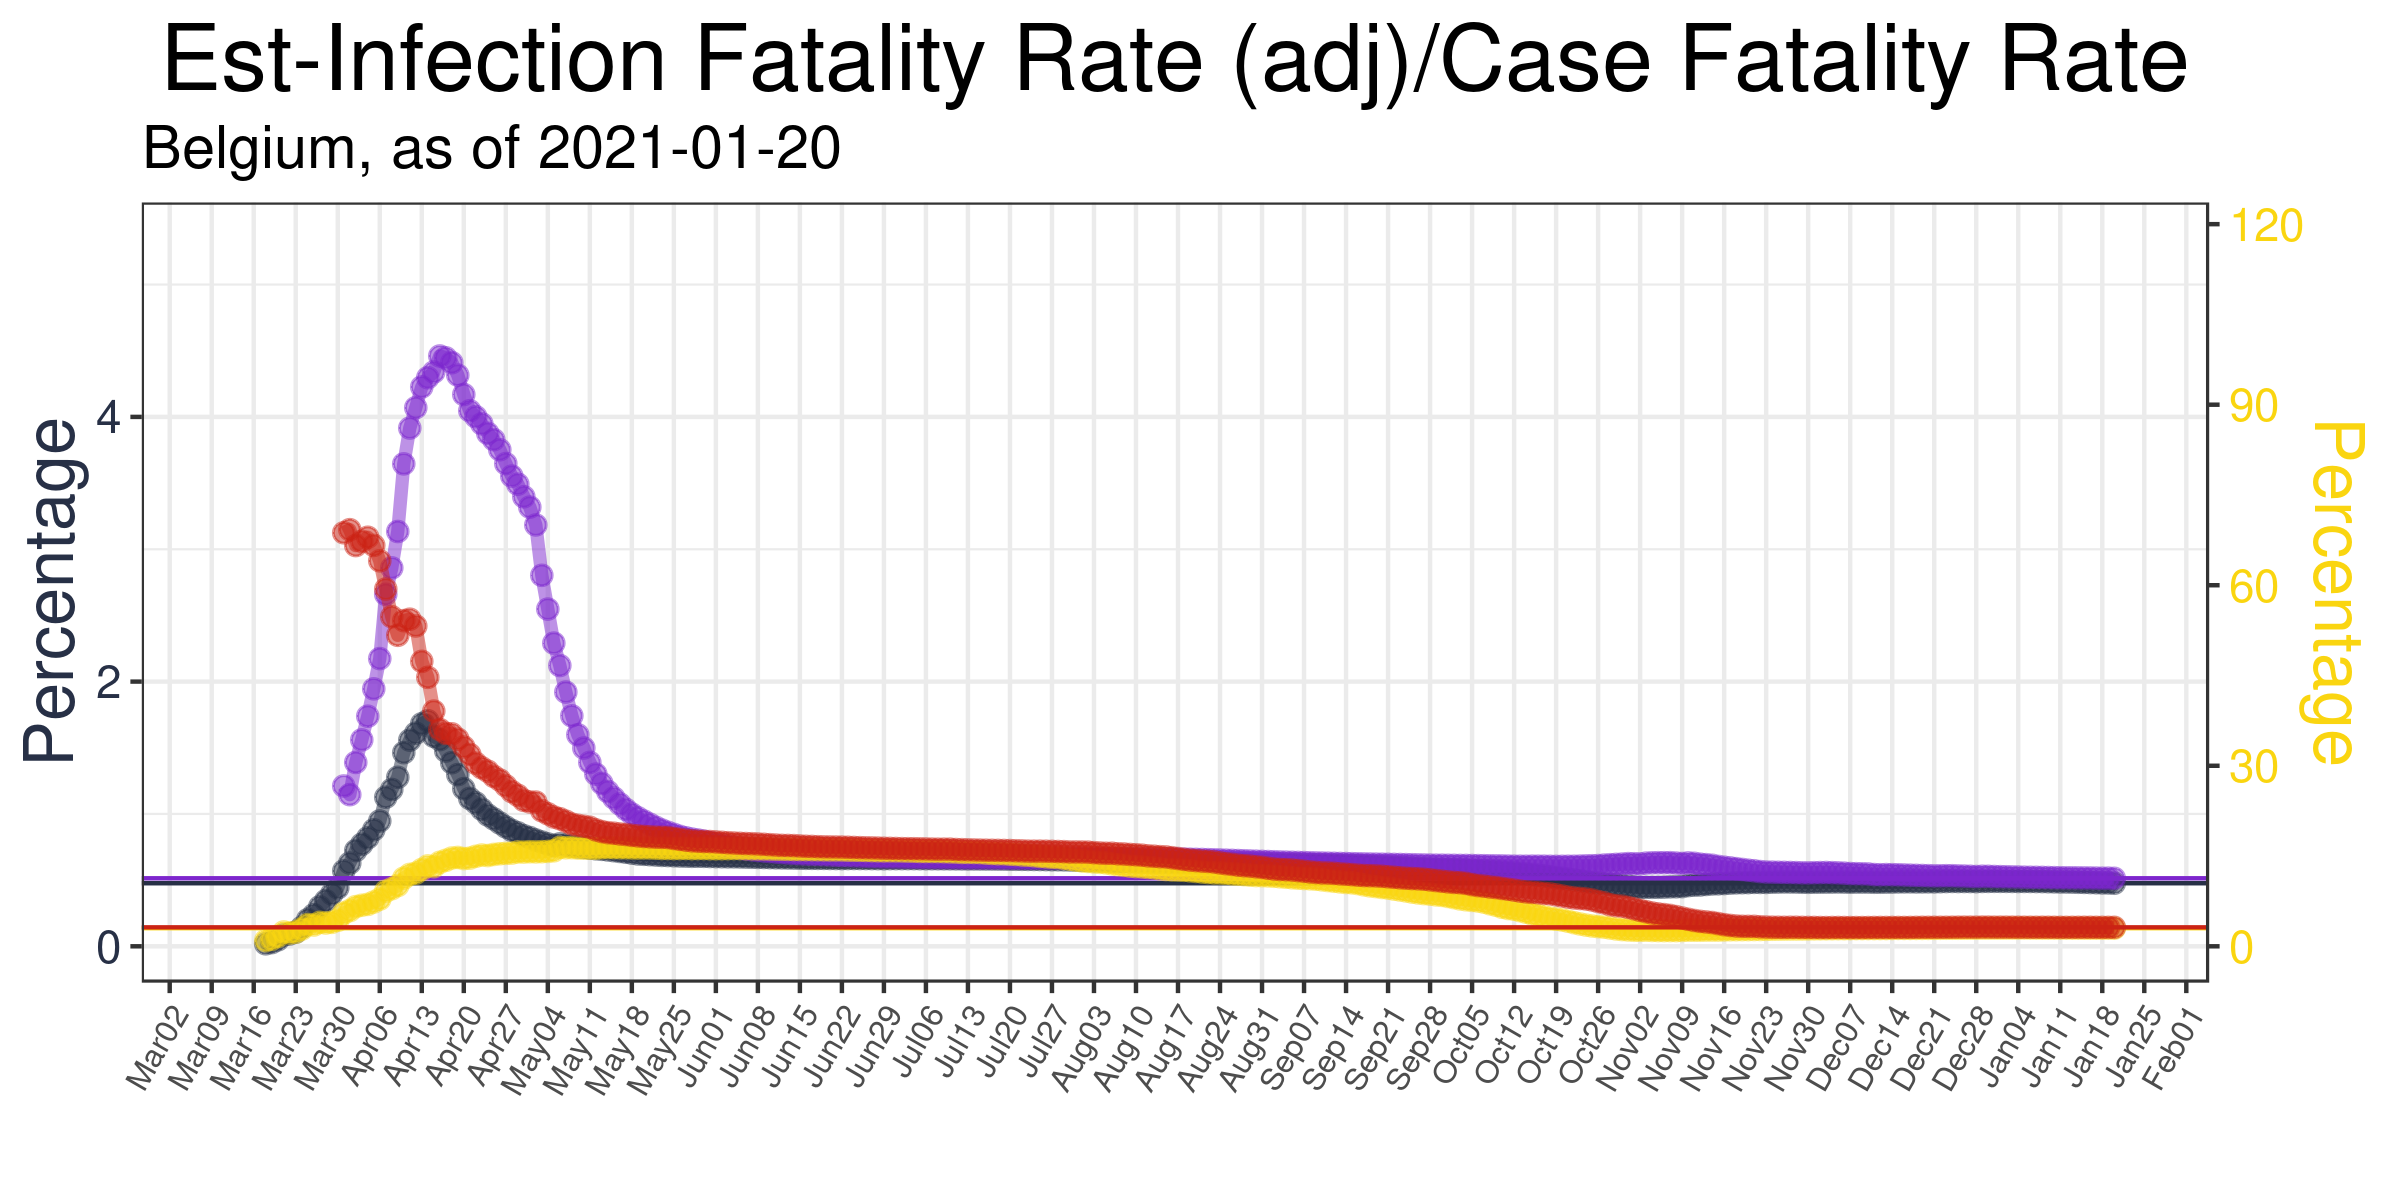 Est-Infection Fatality Rate (adj)/Case Fatality Rate
Belgium, as of 2021-01-20
Percentage
4
2
0
120
90
60
30
0
Percentage
Mar02
Mar09
Mar16
Mar23
Mar30
Apr06
Apr13
Apr20
Apr27
May04
May11
May18
May25
Jun01
Jun08
Jun15
Jun22
Jun29
Jul06
Jul13
Jul20
Jul27
Aug03
Aug10
Aug17
Aug24
Aug31
Sep07
Sep14
Sep21
Sep28
Oct05
Oct12
Oct19
Oct26
Nov02
Nov09
Nov16
Nov23
Nov30
Dec07
Dec14
Dec21
Dec28
Jan04
Jan11
Jan18
Jan25
Feb01